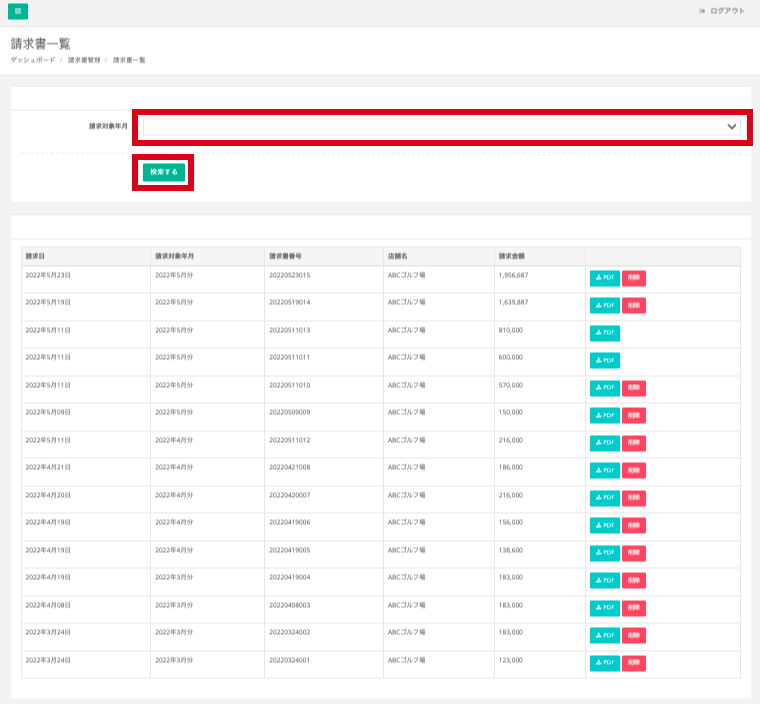 ログアウト
請求書一覧
ダッシュボード / 請求書管理 / 請求書一覧
請求対象年月
検索する
請求日 請求対象年月 請求書番号 店舗名 請求金額
2022年5月23日 2022年5月分 20220523015 ABCゴルフ場 1,956,687 PDF 削除
2022年5月19日 2022年5月分 20220519014 ABCゴルフ場 1,639,887 PDF 削除
2022年5月11日 2022年5月分 20220511013 ABCゴルフ場 810,000 PDF
2022年5月11日 2022年5月分 20220511011 ABCゴルフ場 600,000 PDF
2022年5月11日 2022年5月分 20220511010 ABCゴルフ場 570,000 PDF 削除
2022年5月09日 2022年5月分 20220509009 ABCゴルフ場 150,000 PDF 削除
2022年5月11日 2022年4月分 20220511012 ABCゴルフ場 216,000 PDF 削除
2022年4月21日 2022年4月分 20220421008 ABCゴルフ場 186,000 PDF 削除
2022年4月20日 2022年4月分 20220420007 ABCゴルフ場 216,000 PDF 削除
2022年4月19日 2022年4月分 20220419006 ABCゴルフ場 156,000 PDF 削除
2022年4月19日 2022年4月分 20220419005 ABCゴルフ場 138,600 PDF 削除
2022年4月19日 2022年3月分 20220419004 ABCゴルフ場 183,000 PDF 削除
2022年4月08日 2022年3月分 20220408003 ABCゴルフ場 183,000 PDF 削除
2022年3月24日 2022年3月分 20220324002 ABCゴルフ場 183,000 PDF 削除
2022年3月24日 2022年3月分 20220324001 ABCゴルフ場 123,000 PDF 削除